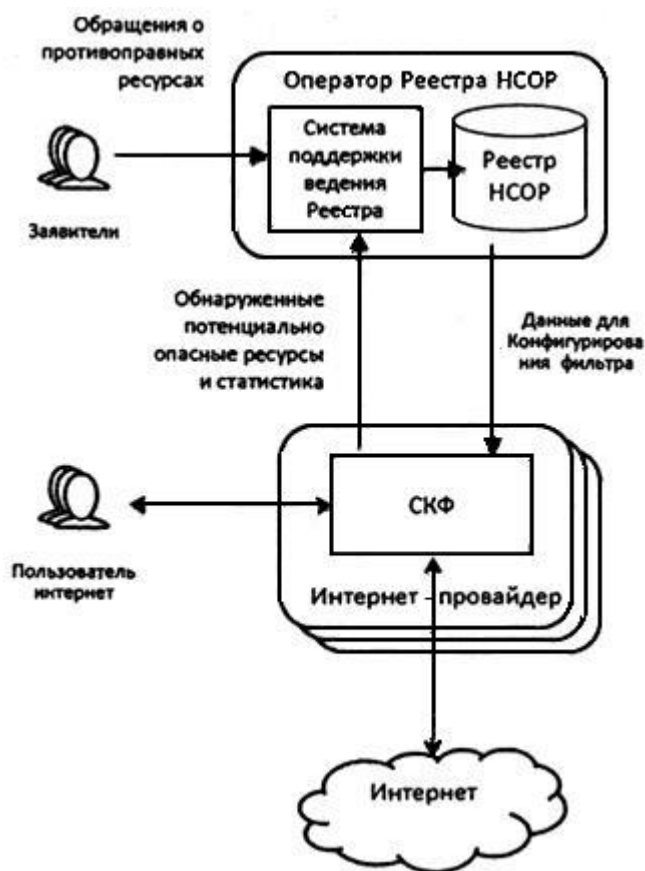 Обращения о
противоправных
ресурсах
Оператор Реестра НСОР
Система
поддержки
ведения
Реестра
Реестр
НСОР
Заявители
Обнаруженные
потенциально
опасные ресурсы
и статистика
Данные для
Конфигурирова
ния фильтра
СКФ
Пользователь
интернет
Интернет - провайдер
Интернет